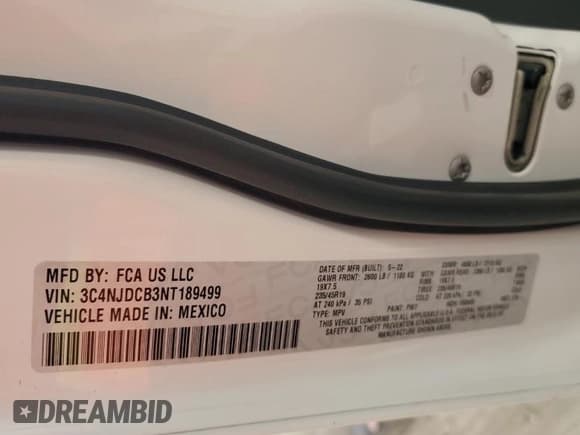 MFD BY: FCA US LLC
VIN: 3C4NJDCB3NT189499
VEHICLE MADE IN: MEXICO
DATE OF MFR (BUILT): 5-22
GAWR FRONT: 2600 LB / 1180 KG
19X7.5
235/45R19
AT 240 kPa / 35 PSI
TYPE: MPV
THIS VEHICLE CONFORMS TO ALL APPLICABLE U.S.A. FEDERAL MOTOR VEHICLE
SAFETY AND THEFT PREVENTION STANDARDS IN EFFECT ON THE DATE OF
MANUFACTURE SHOWN ABOVE.
DREAMBID